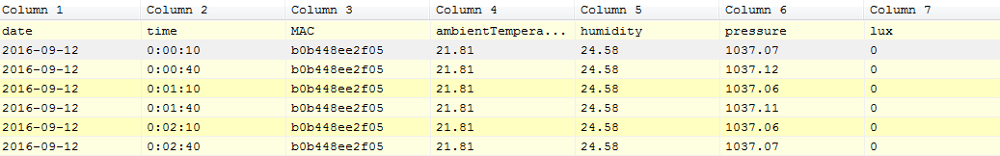 Column 1 Column 2 Column 3 Column 4 Column 5 Column 6 Column 7
date time MAC ambientTempera... humidity pressure lux
2016-09-12 0:00:10 b0b448ee2f05 21.81 24.58 1037.07 0
2016-09-12 0:00:40 b0b448ee2f05 21.81 24.58 1037.12 0
2016-09-12 0:01:10 b0b448ee2f05 21.81 24.58 1037.06 0
2016-09-12 0:01:40 b0b448ee2f05 21.81 24.58 1037.11 0
2016-09-12 0:02:10 b0b448ee2f05 21.81 24.58 1037.06 0
2016-09-12 0:02:40 b0b448ee2f05 21.81 24.58 1037.07 0